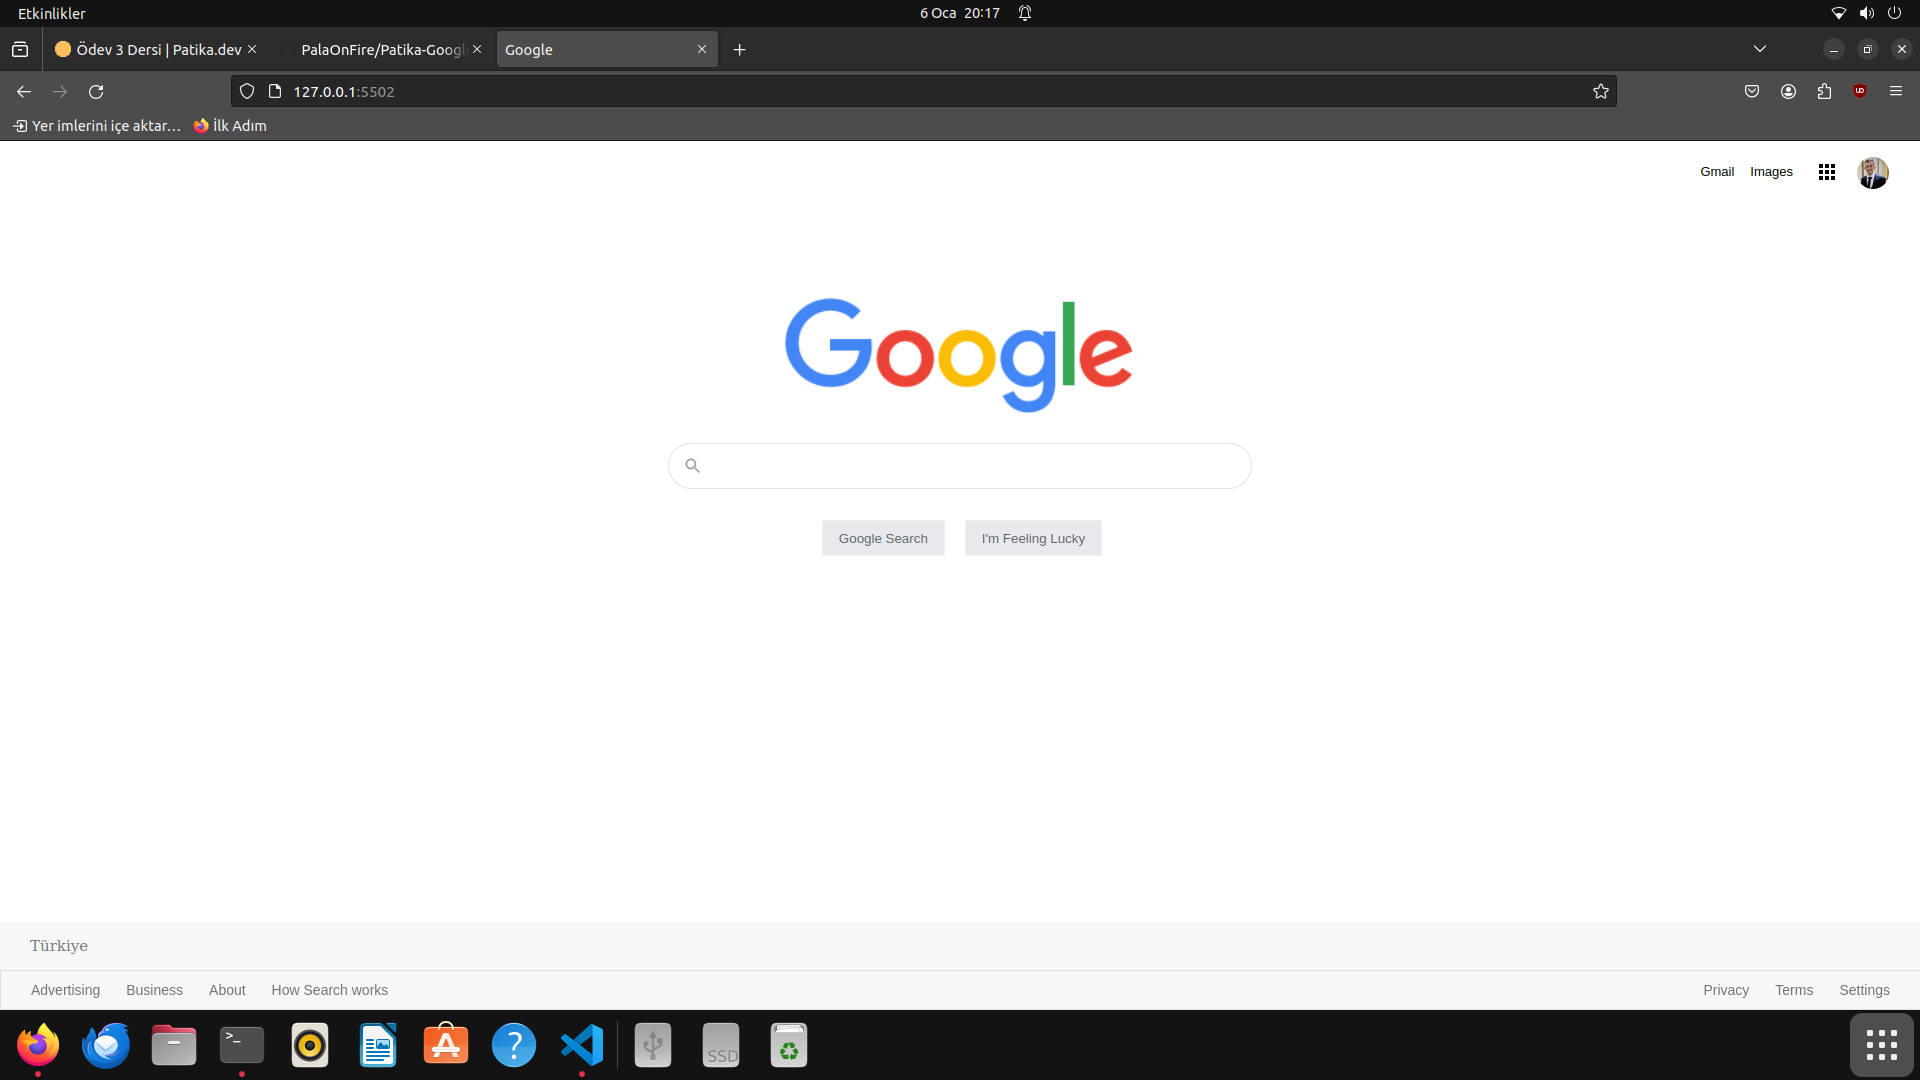 Etkinlikler
6 Oca 20:17
Ödev 3 Dersi | Patika.dev
PalaOnFire/Patika-Googl
Google
127.0.0.1:5502
Yer imlerini içe aktar...
İlk Adım
Gmail
Images
Google
Google Search
I'm Feeling Lucky
Türkiye
Advertising
Business
About
How Search works
Privacy
Terms
Settings
>_
?
SSD